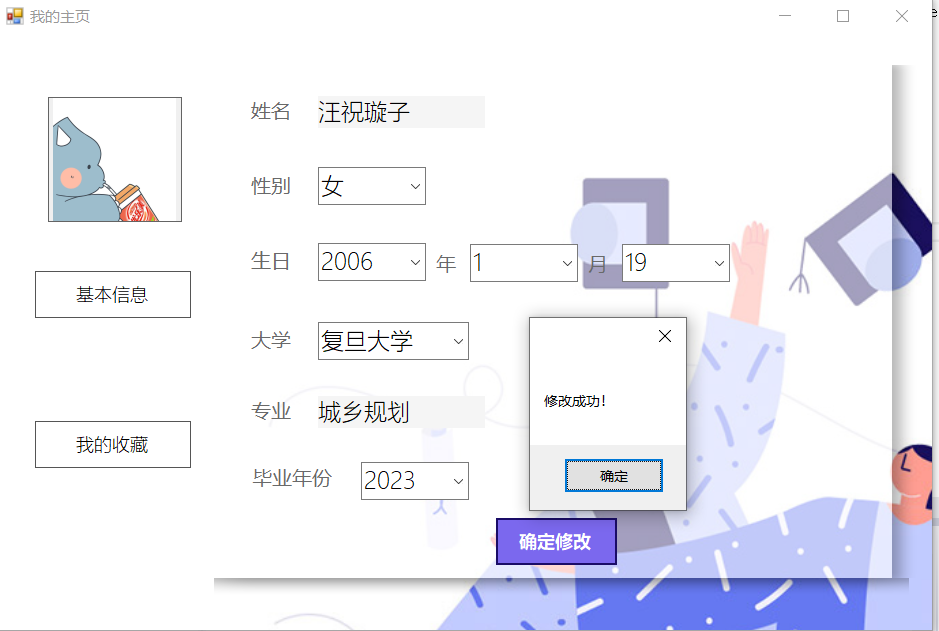 我的主页
姓名 汪祝璇子
性别 女
生日 2006 年 1 月 19
基本信息
大学 复旦大学
修改成功!
专业 城乡规划
我的收藏
毕业年份 2023
确定
确定修改